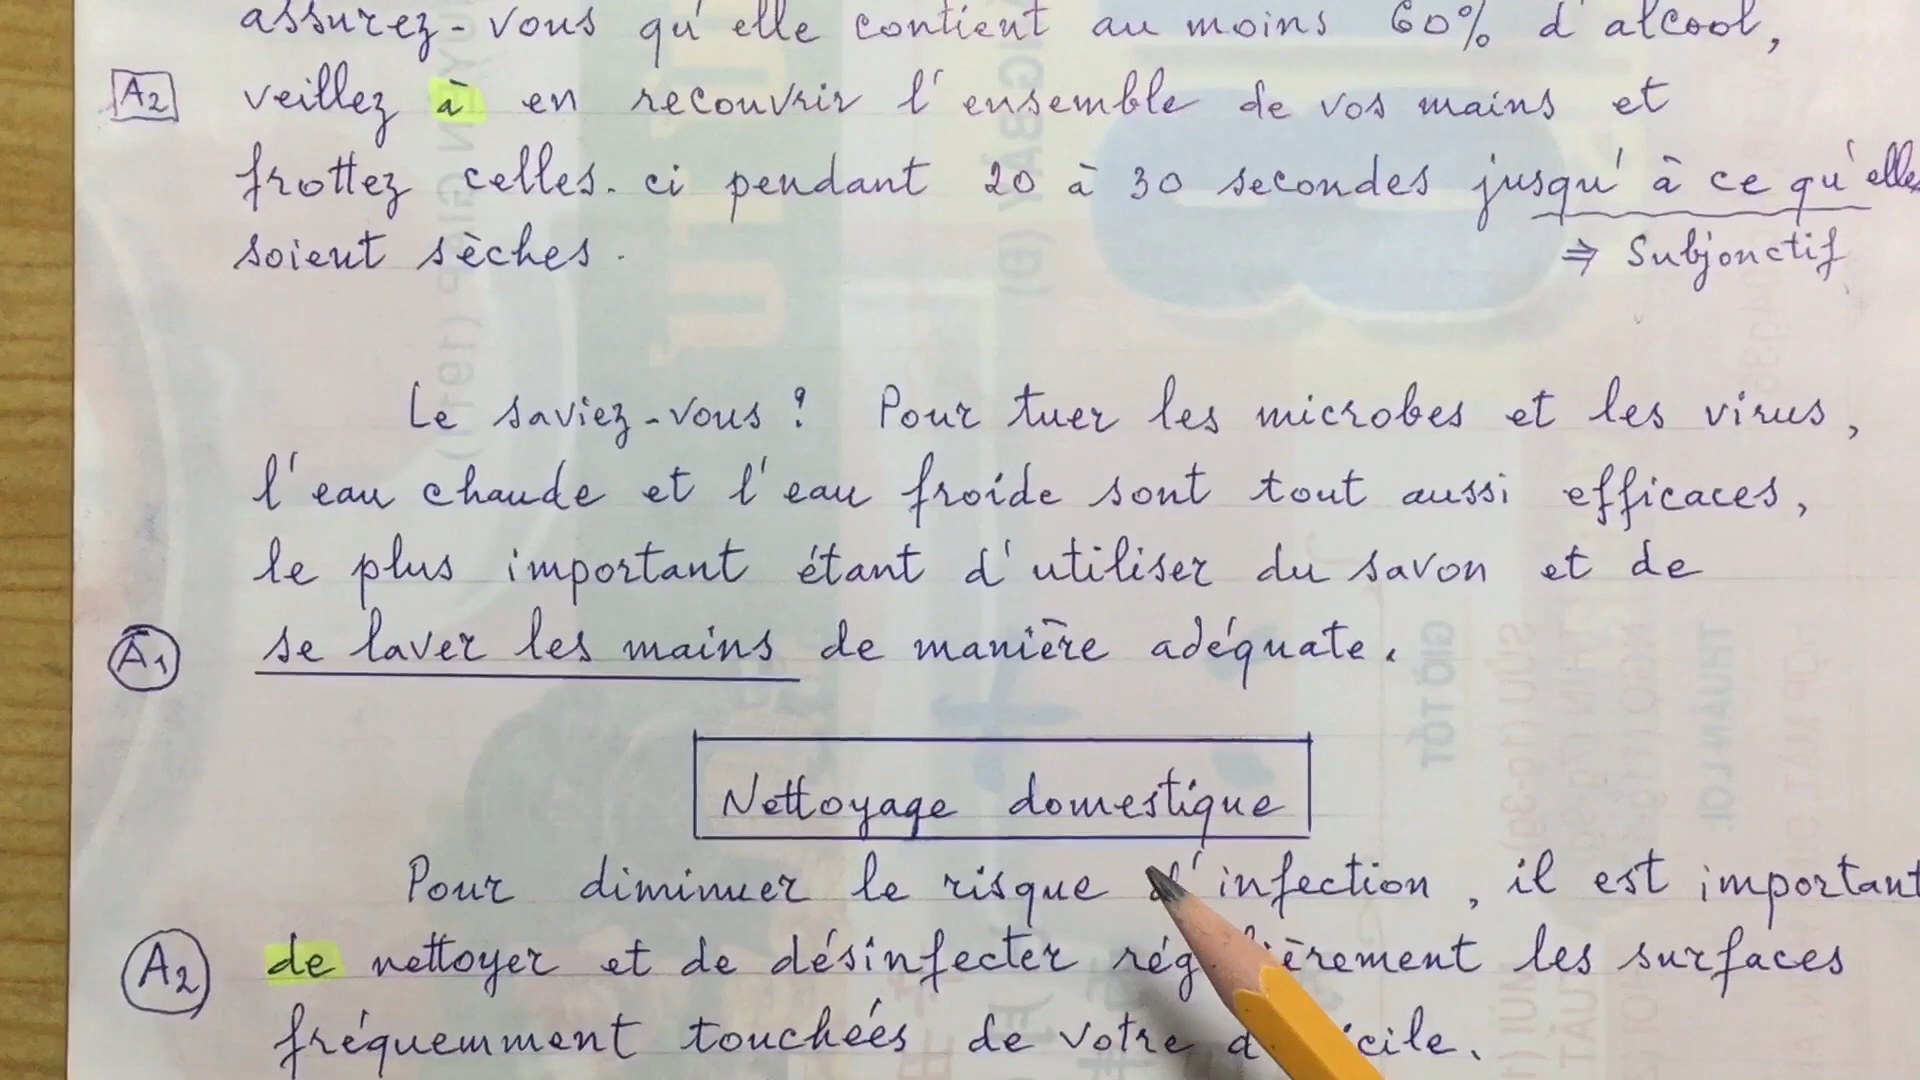 assurez-vous qu'elle contient au moins 60% d'alcool,
A2 veillez à en recouvrir l'ensemble de vos mains et
frottez celles-ci pendant 20 à 30 secondes jusqu'à ce qu'elles
soient sèches.
⇒ Subjonctif
Le saviez-vous ? Pour tuer les microbes et les virus,
l'eau chaude et l'eau froide sont tout aussi efficaces,
le plus important étant d'utiliser du savon et de
A1 se laver les mains de manière adéquate.
Nettoyage domestique
Pour diminuer le risque d'infection, il est important
A2 de nettoyer et de désinfecter régulièrement les surfaces
fréquemment touchées de votre domicile.